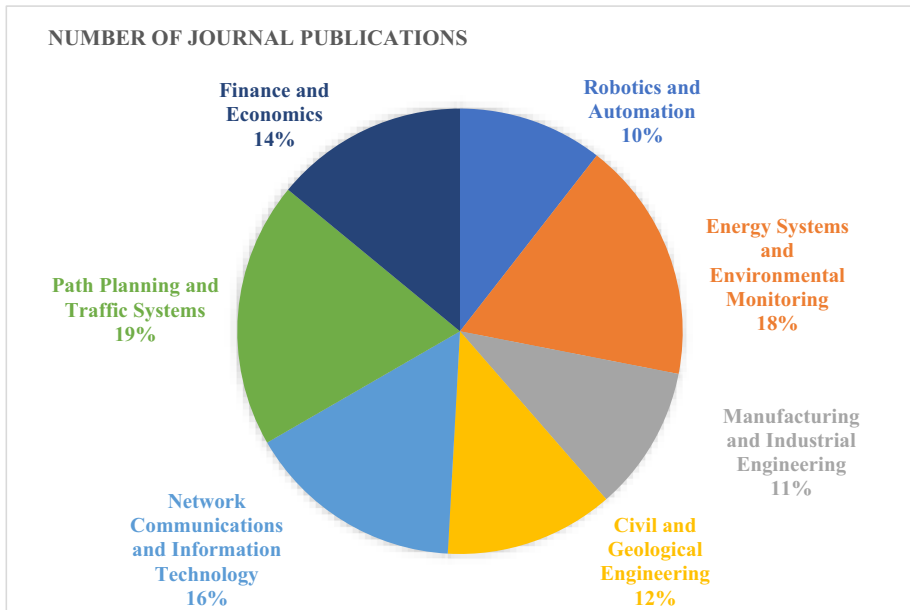 NUMBER OF JOURNAL PUBLICATIONS
Finance and
Economics
14%
Robotics and
Automation
10%
Energy Systems
and
Environmental
Monitoring
18%
Manufacturing
and Industrial
Engineering
11%
Civil and
Geological
Engineering
12%
Network
Communications
and Information
Technology
16%
Path Planning and
Traffic Systems
19%